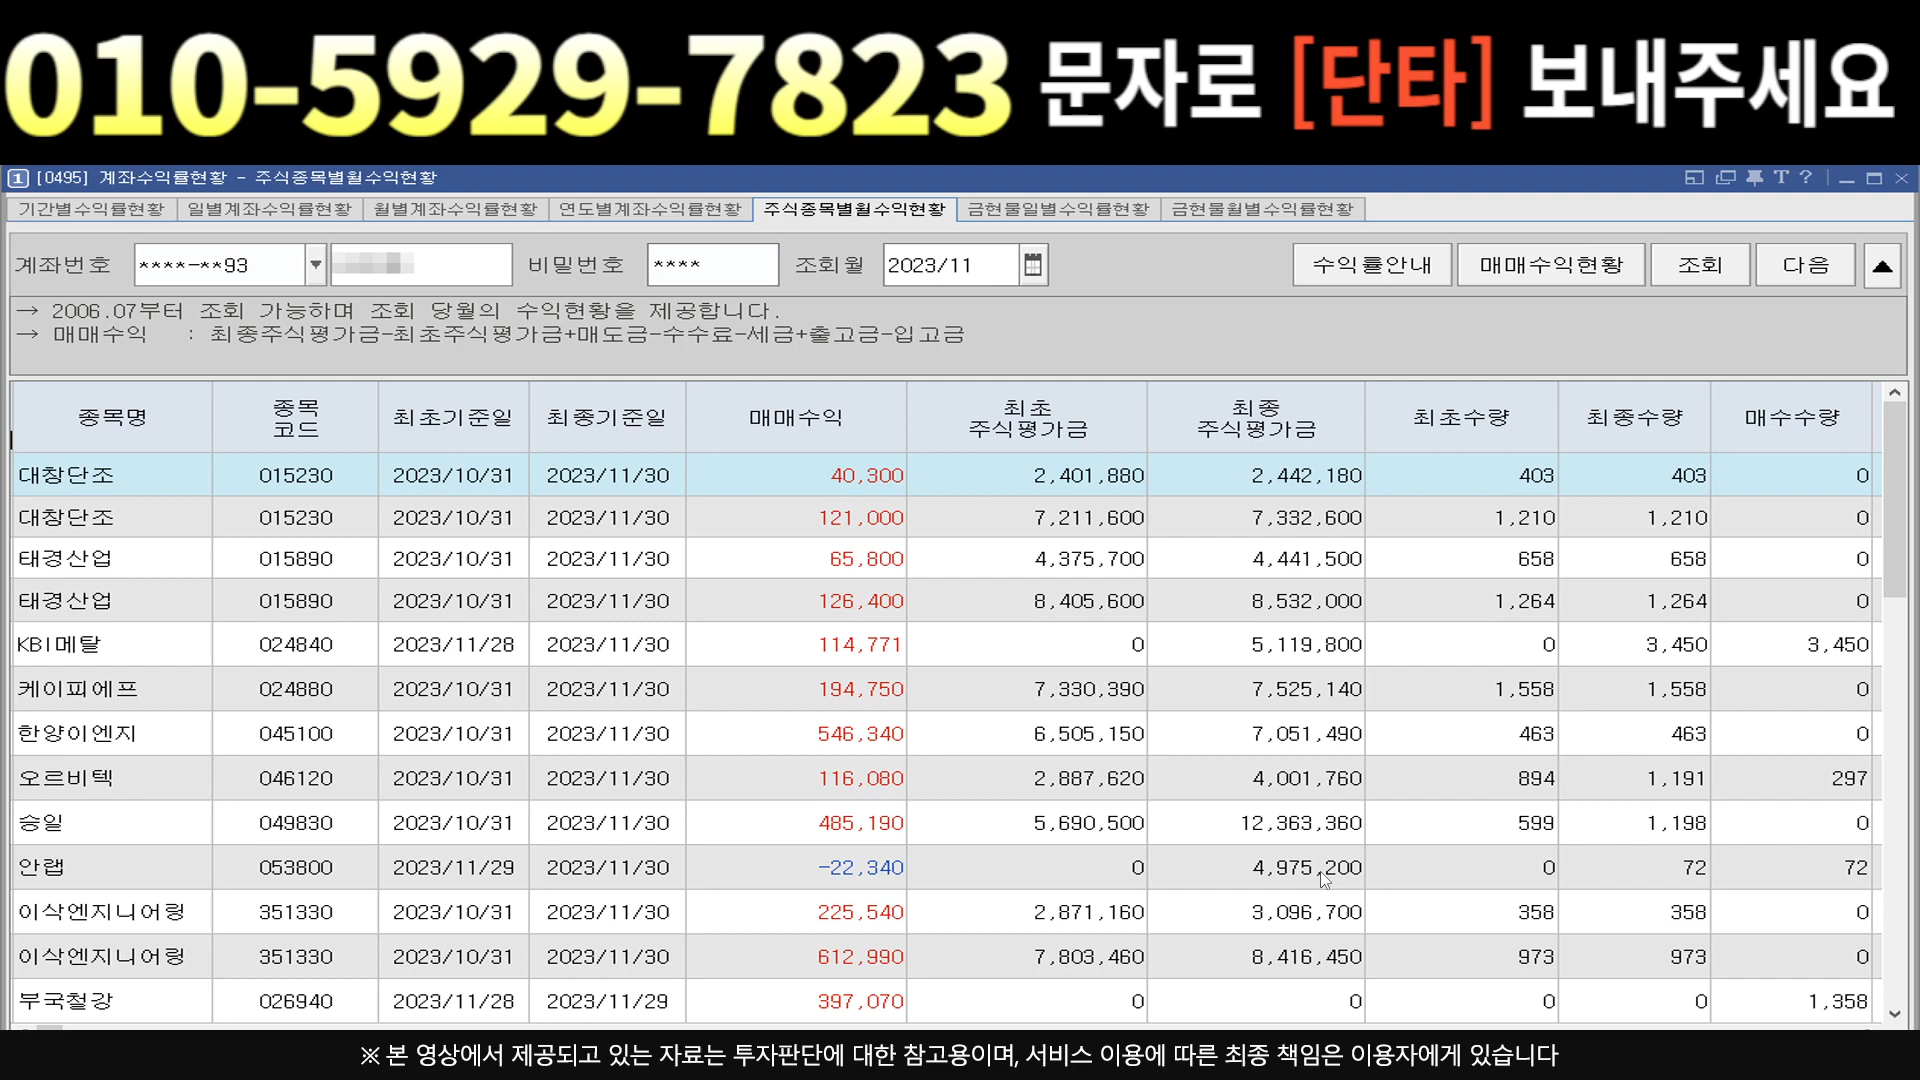 010-5929-7823 문자로 [단타] 보내주세요
1 [0495] 계좌수익률현황 - 주식종목별월수익현황
기간별수익률현황 일별계좌수익률현황 월별계좌수익률현황 연도별계좌수익률현황 주식종목별월수익현황 금현물일별수익률현황 금현물월별수익률현황
계좌번호 ****-**93 비밀번호 **** 조회월 2023/11 수익률안내 매매수익현황 조회 다음 ▲
→ 2006.07부터 조회 가능하며 조회 당월의 수익현황을 제공합니다.
→ 매매수익 : 최종주식평가금-최초주식평가금+매도금-수수료-세금+출고금-입고금
종목명 종목코드 최초기준일 최종기준일 매매수익 최초 주식평가금 최종 주식평가금 최초수량 최종수량 매수수량
대창단조 015230 2023/10/31 2023/11/30 40,300 2,401,880 2,442,180 403 403 0
대창단조 015230 2023/10/31 2023/11/30 121,000 7,211,600 7,332,600 1,210 1,210 0
태경산업 015890 2023/10/31 2023/11/30 65,800 4,375,700 4,441,500 658 658 0
태경산업 015890 2023/10/31 2023/11/30 126,400 8,405,600 8,532,000 1,264 1,264 0
KBI메탈 024840 2023/11/28 2023/11/30 114,771 0 5,119,800 0 3,450 3,450
케이피에프 024880 2023/10/31 2023/11/30 194,750 7,330,390 7,525,140 1,558 1,558 0
한양이엔지 045100 2023/10/31 2023/11/30 546,340 6,505,150 7,051,490 463 463 0
오르비텍 046120 2023/10/31 2023/11/30 116,080 2,887,620 4,001,760 894 1,191 297
승일 049830 2023/10/31 2023/11/30 485,190 5,690,500 12,363,360 599 1,198 0
안랩 053800 2023/11/29 2023/11/30 -22,340 0 4,975,200 0 72 72
이삭엔지니어링 351330 2023/10/31 2023/11/30 225,540 2,871,160 3,096,700 358 358 0
이삭엔지니어링 351330 2023/10/31 2023/11/30 612,990 7,803,460 8,416,450 973 973 0
부국철강 026940 2023/11/28 2023/11/29 397,070 0 0 0 0 1,358
※ 본 영상에서 제공되고 있는 자료는 투자판단에 대한 참고용이며, 서비스 이용에 따른 최종 책임은 이용자에게 있습니다